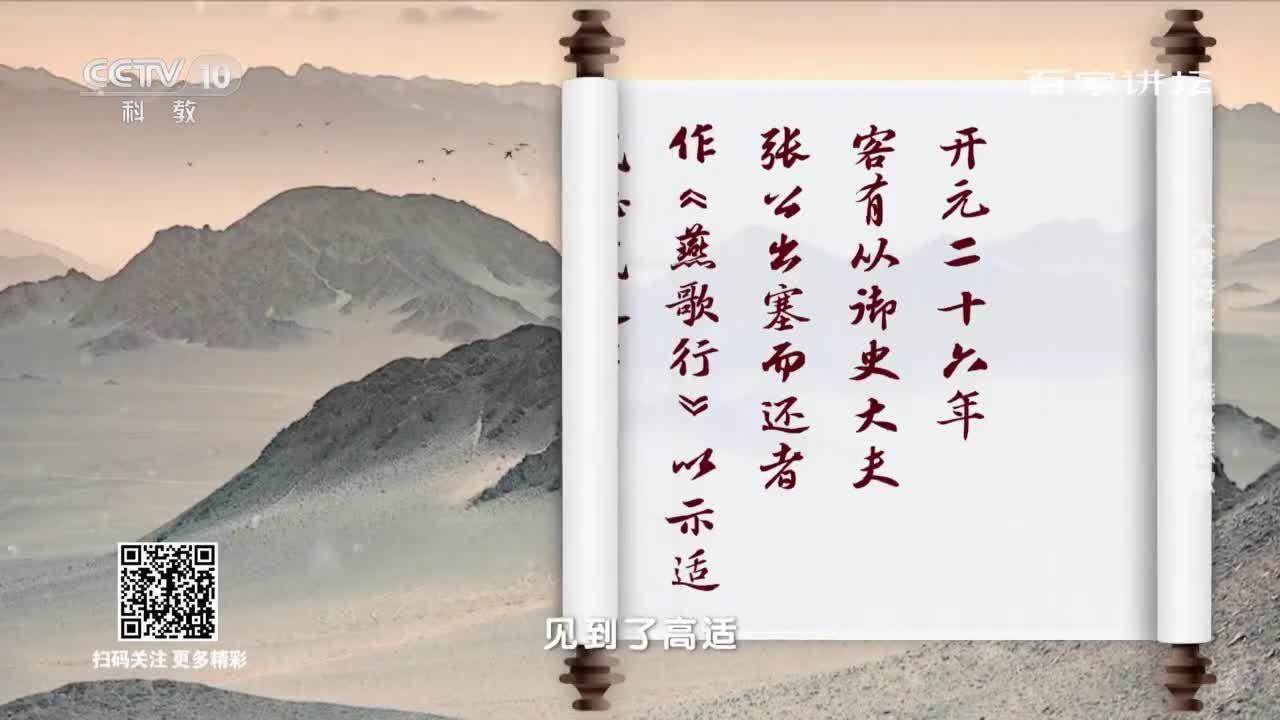 CCTV 10
科教
百家讲坛
开元二十六年
客有从御史大夫
张公出塞而还者
作《燕歌行》以示适
见到了高适
扫码关注 更多精彩